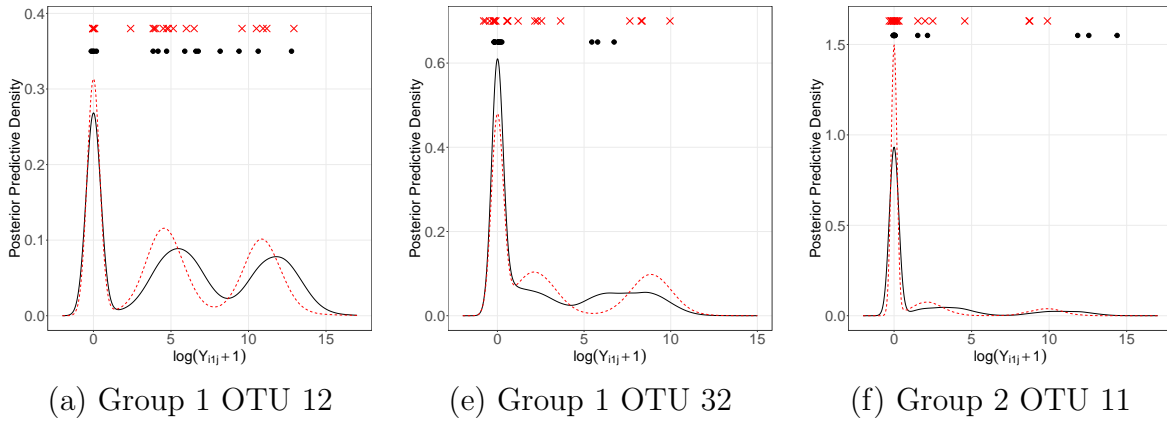 0.4
0.3
0.2
0.1
0.0
Posterior Predictive Density
0 5 10 15
log(Yi1j + 1)
(a) Group 1 OTU 12
0.6
0.4
0.2
0.0
Posterior Predictive Density
0 5 10 15
log(Yi1j + 1)
(e) Group 1 OTU 32
1.5
1.0
0.5
0.0
Posterior Predictive Density
0 5 10 15
log(Yi1j + 1)
(f) Group 2 OTU 11